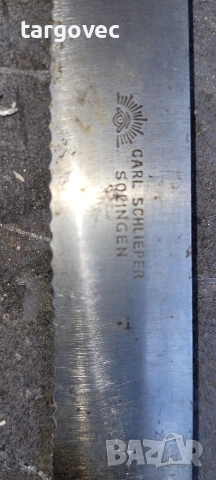 targovec
CARL SCHLIEPER
SOLINGEN
BAZAR